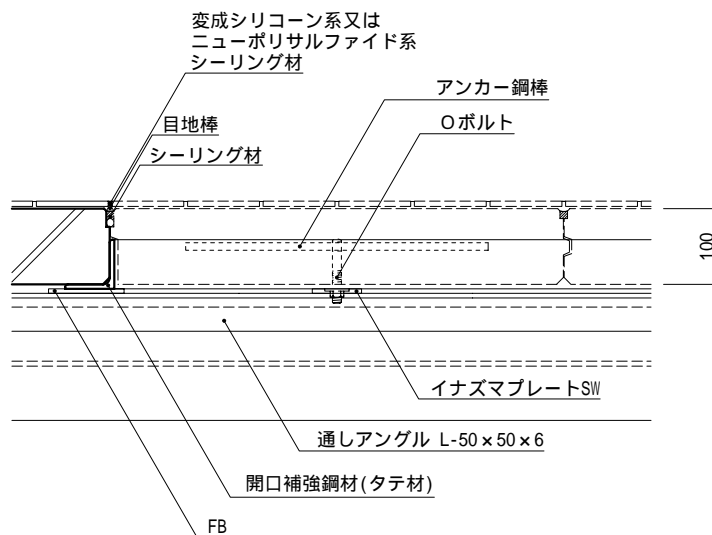 変成シリコーン系又は
ニューポリサルファイド系
シーリング材
アンカー鋼棒
Oボルト
目地棒
シーリング材
100
イナズマプレートSW
通しアングル L-50×50×6
開口補強鋼材(タテ材)
FB